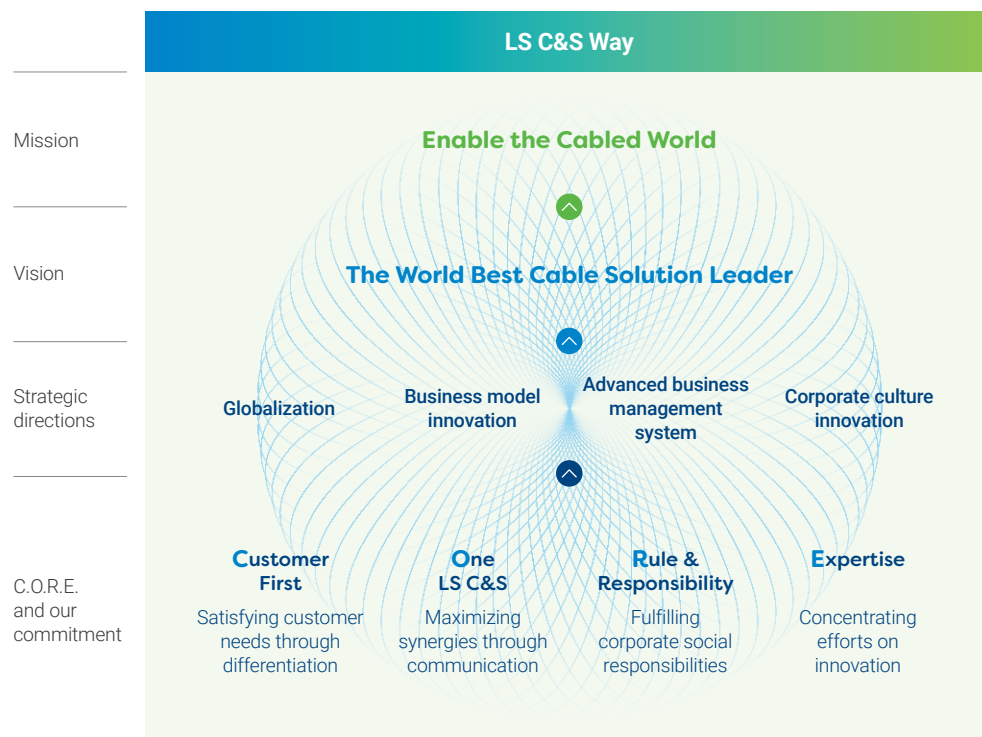 LS C&S Way
Mission
Enable the Cabled World
Vision
The World Best Cable Solution Leader
Strategic
directions
Globalization
Business model
innovation
Advanced business
management
system
Corporate culture
innovation
C.O.R.E.
and our
commitment
Customer
First
Satisfying customer
needs through
differentiation
One
LS C&S
Maximizing
synergies through
communication
Rule &
Responsibility
Fulfilling
corporate social
responsibilities
Expertise
Concentrating
efforts on
innovation